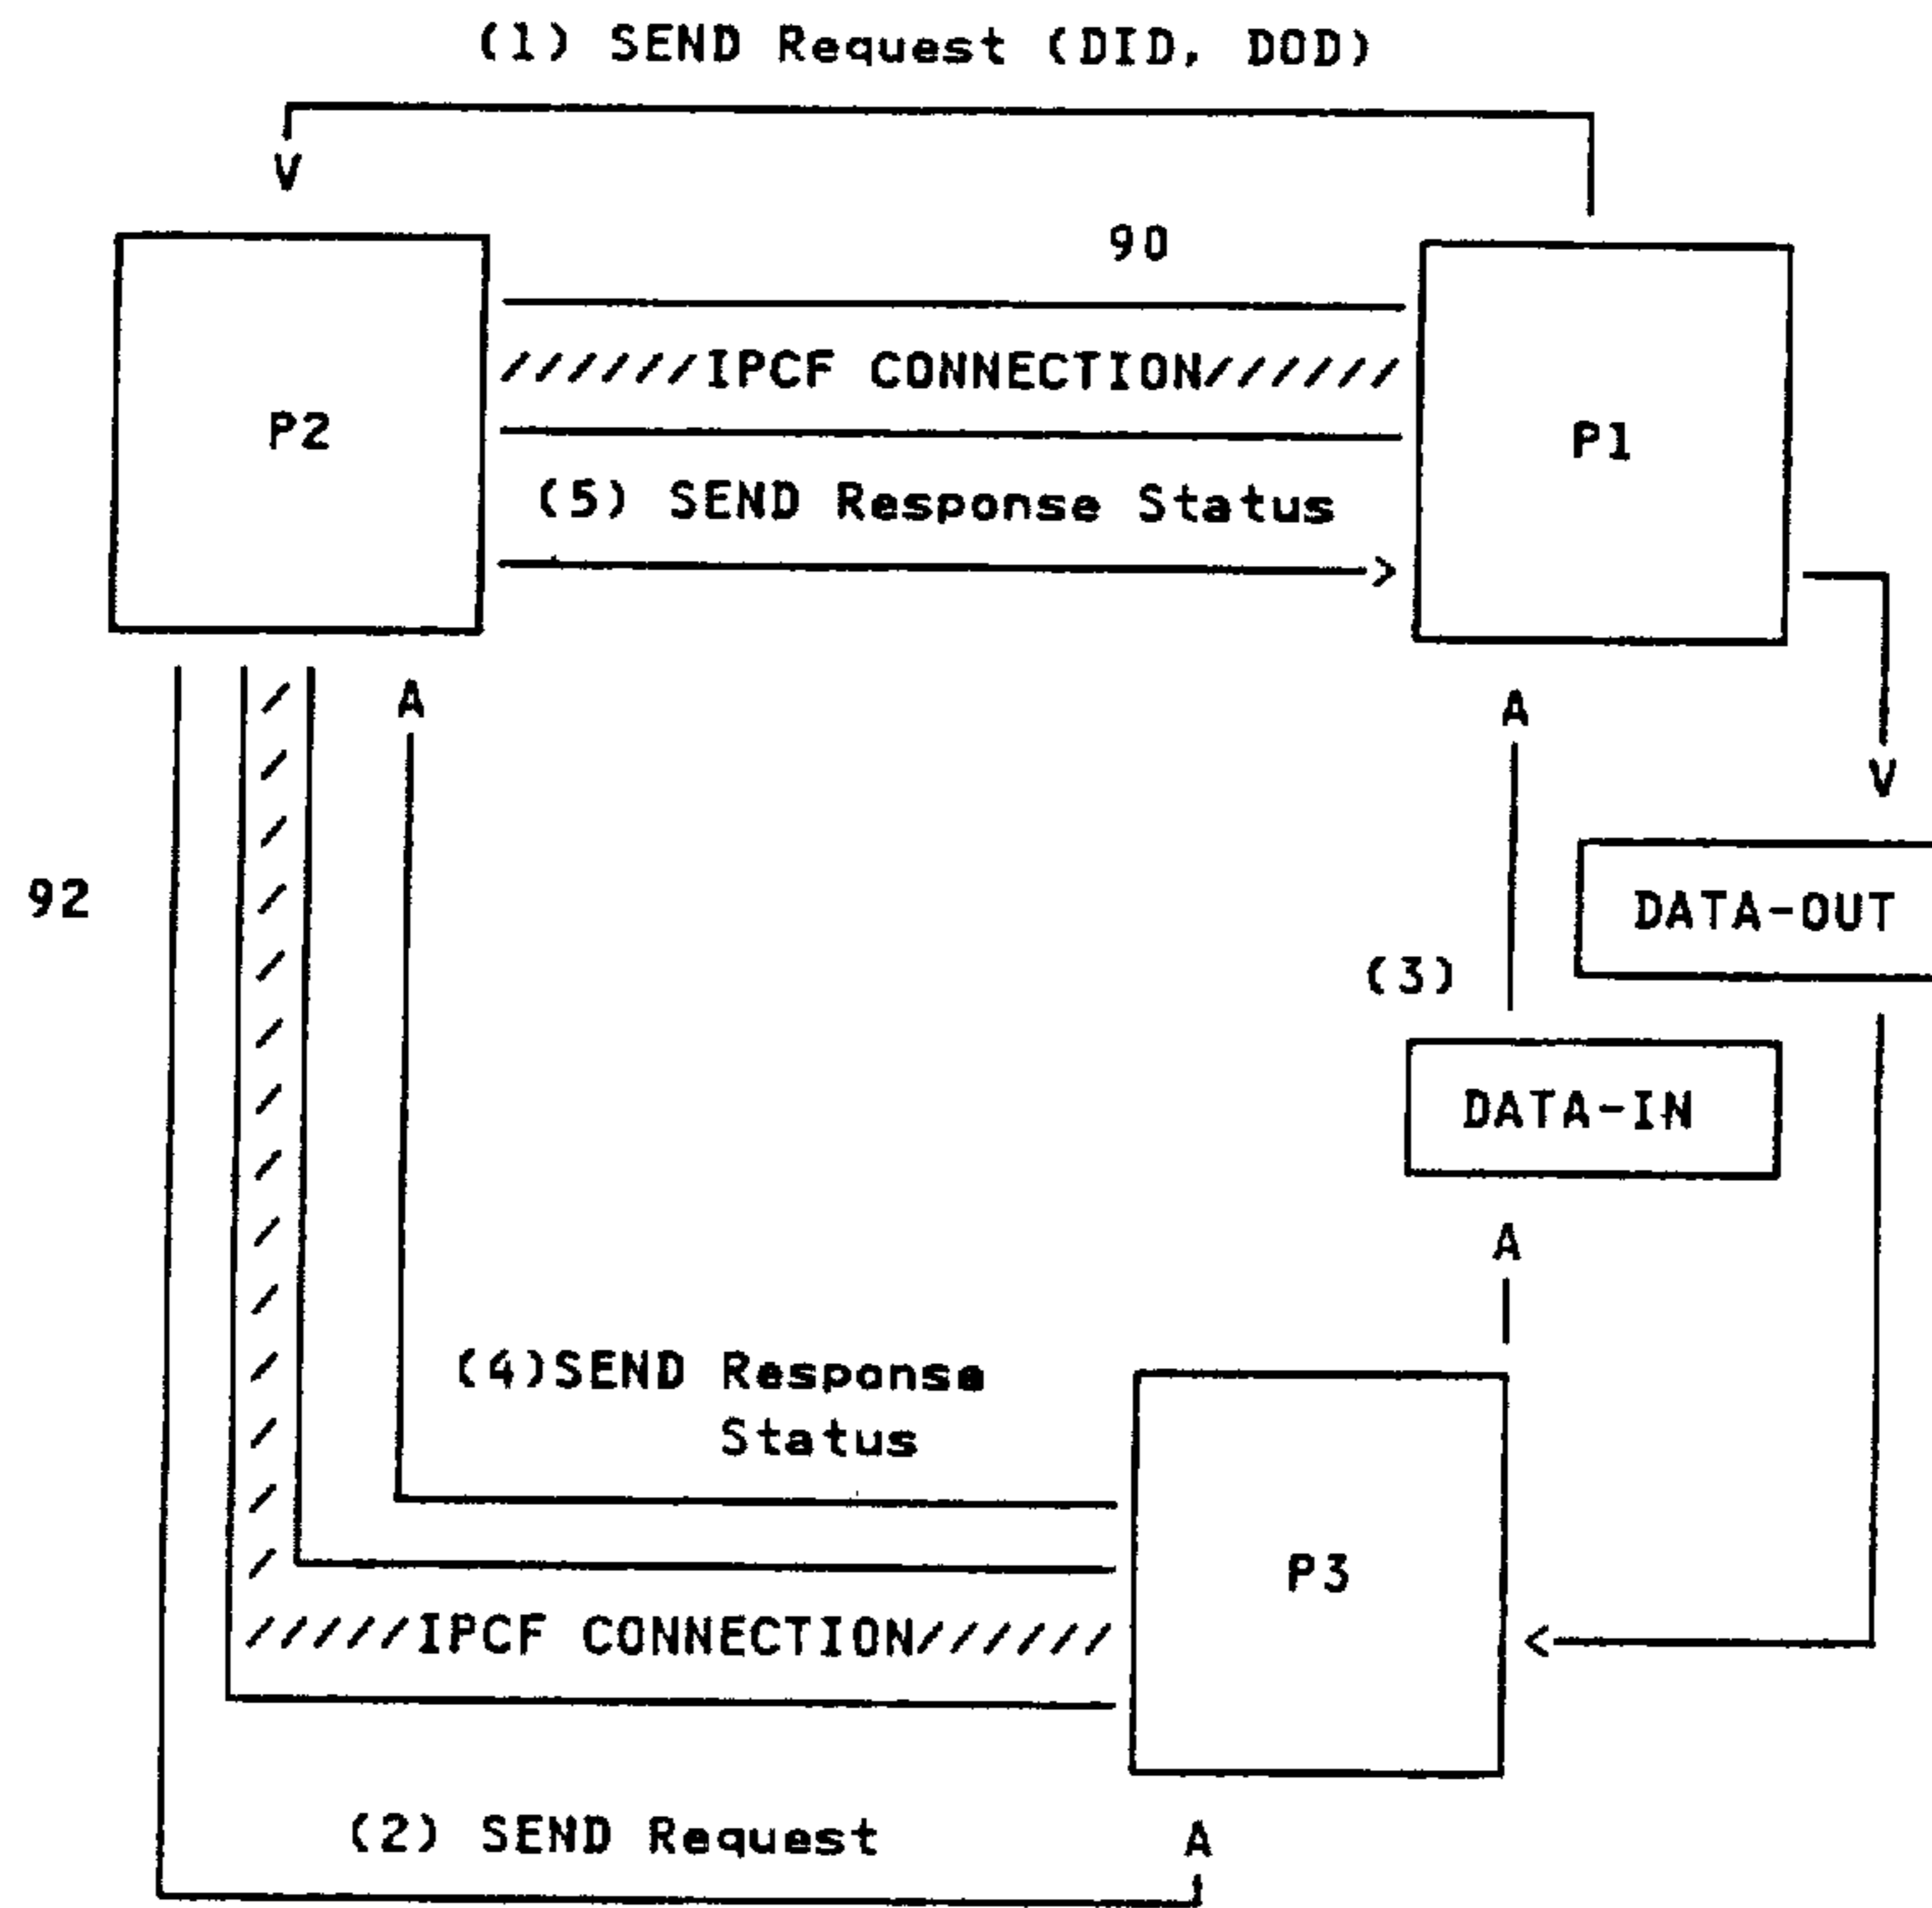 (1) SEND Request (DID, DOD)
V
90
//////IPCF CONNECTION//////
P2
P1
(5) SEND Response Status
>
A
A
V
92
DATA-OUT
(3)
DATA-IN
A
(4)SEND Response
Status
P3
/////IPCF CONNECTION//////
<
(2) SEND Request
A